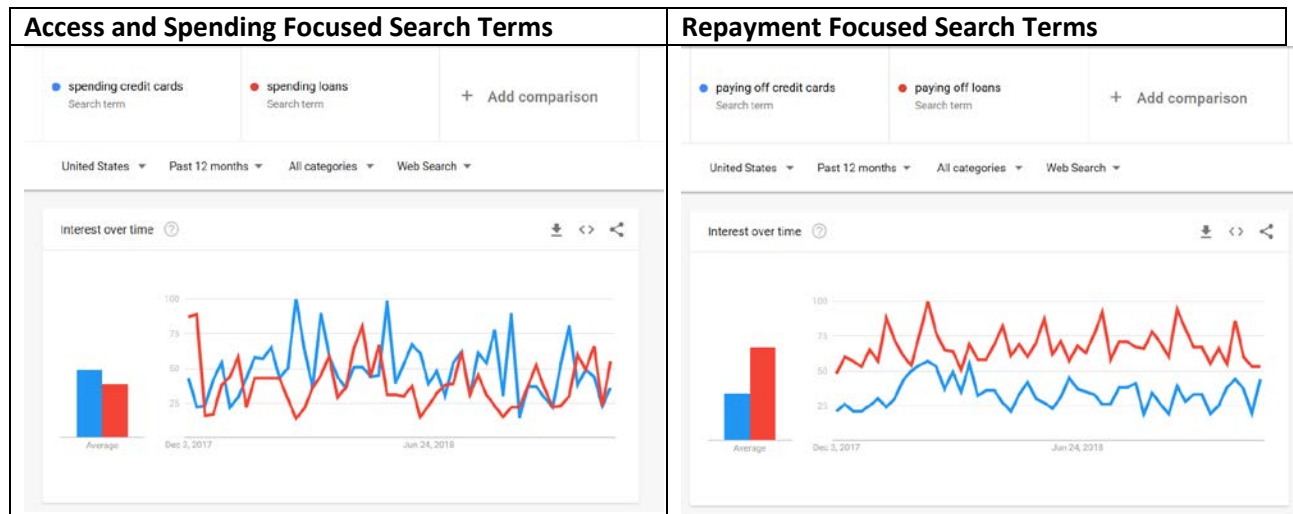 Access and Spending Focused Search Terms
spending credit cards
Search term
spending loans
Search term
+ Add comparison
United States
Past 12 months
All categories
Web Search
Interest over time
100
75
50
25
Average
Dec 3, 2017
Jun 24, 2018
Repayment Focused Search Terms
paying off credit cards
Search term
paying off loans
Search term
+ Add comparison
United States
Past 12 months
All categories
Web Search
Interest over time
100
75
50
25
Average
Dec 3, 2017
Jun 24, 2018